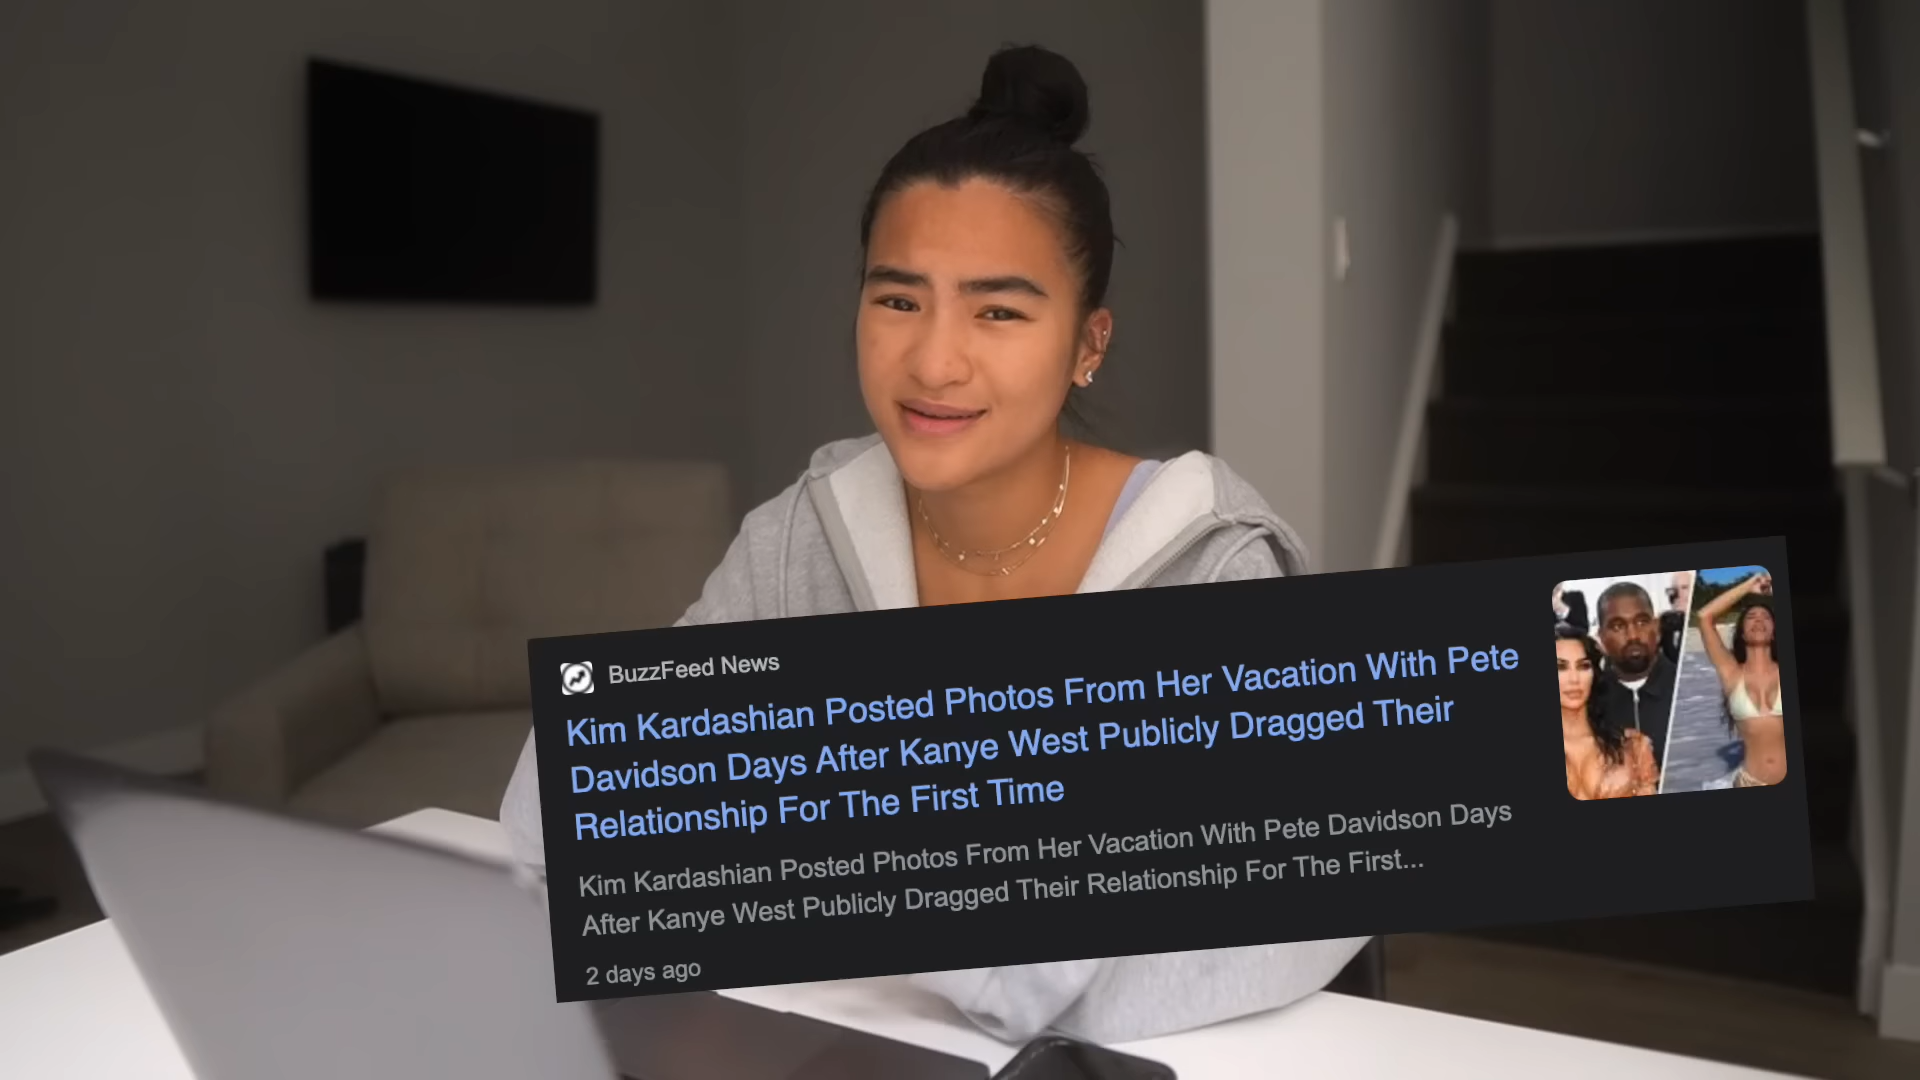 BuzzFeed News
Kim Kardashian Posted Photos From Her Vacation With Pete
Davidson Days After Kanye West Publicly Dragged Their
Relationship For The First Time
Kim Kardashian Posted Photos From Her Vacation With Pete Davidson Days
After Kanye West Publicly Dragged Their Relationship For The First...
2 days ago